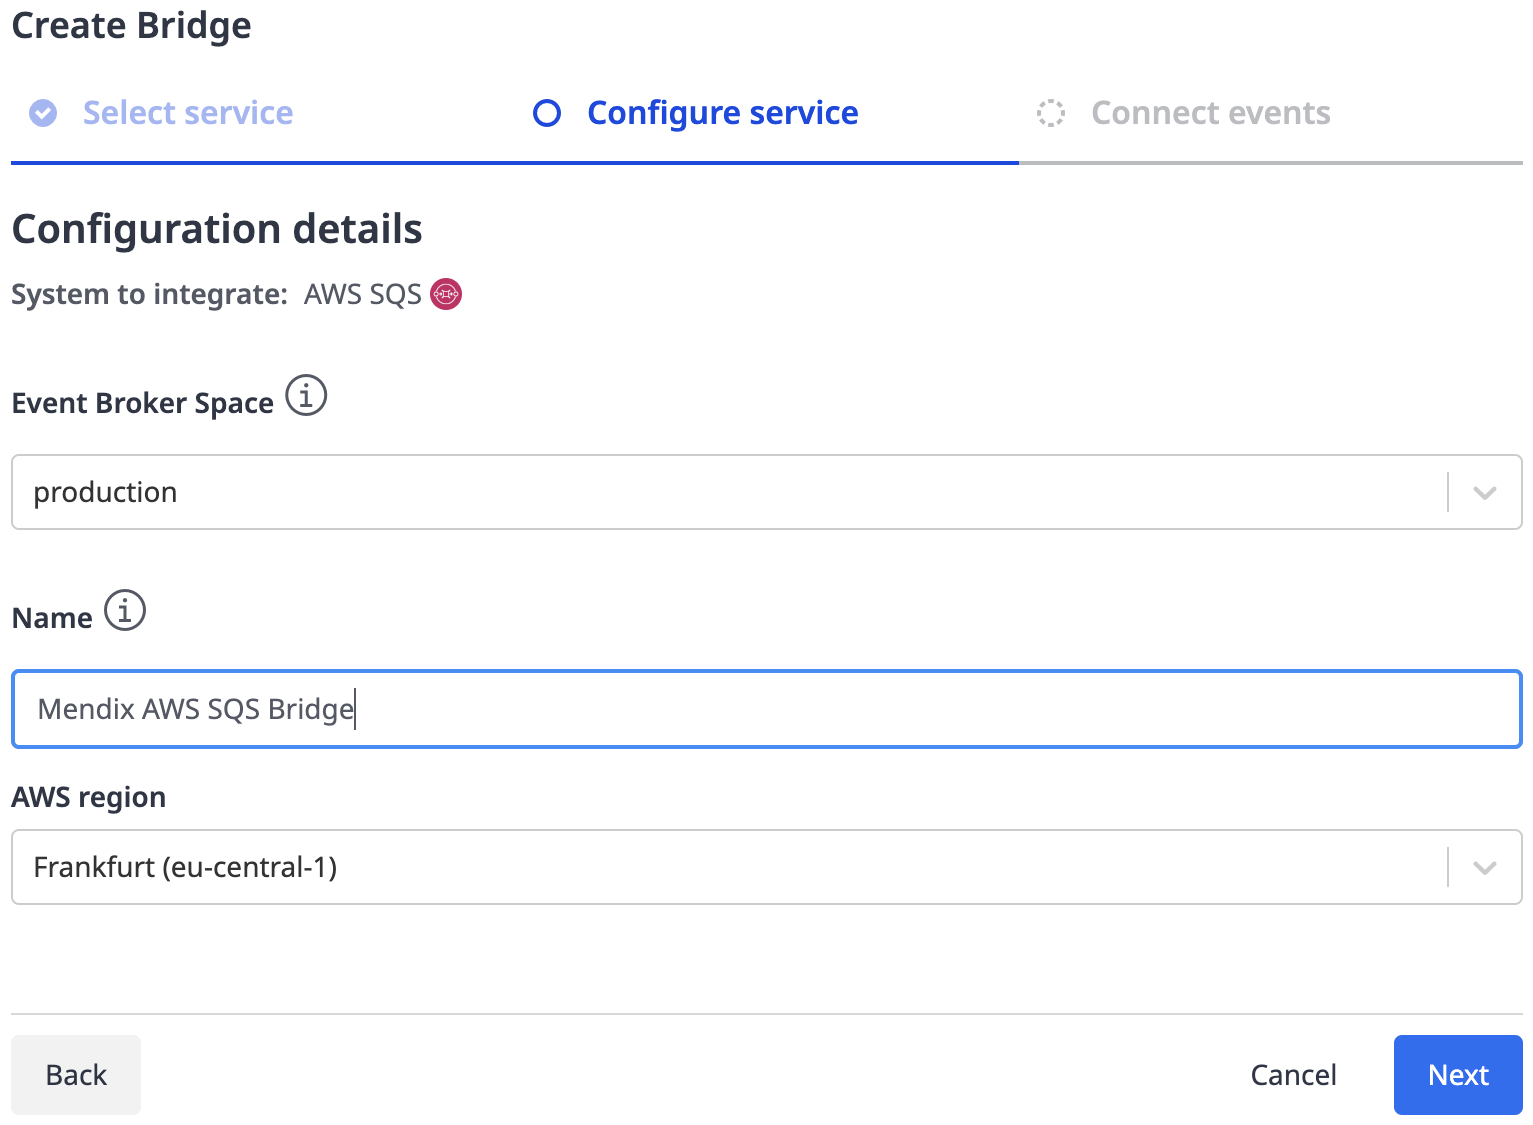 Create Bridge
Select service
Configure service
Connect events
Configuration details
System to integrate: AWS SQS
Event Broker Space
production
Name
Mendix AWS SQS Bridge
AWS region
Frankfurt (eu-central-1)
Back
Cancel
Next